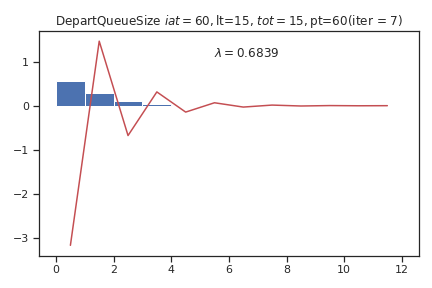 DepartQueueSize iat = 60, lt=15, tot = 15, pt=60(iter = 7)
λ = 0.6839
1
0
−1
−2
−3
0 2 4 6 8 10 12